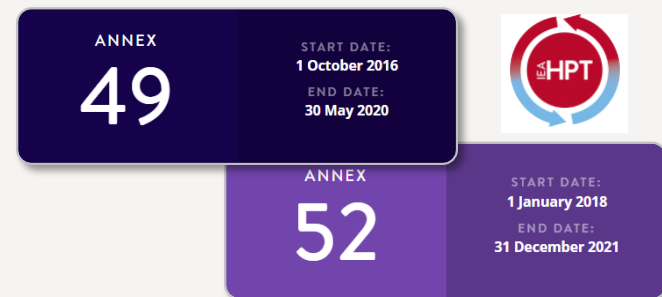 ANNEX
49
START DATE:
1 October 2016
END DATE:
30 May 2020
IEA HPT
ANNEX
52
START DATE:
1 January 2018
END DATE:
31 December 2021